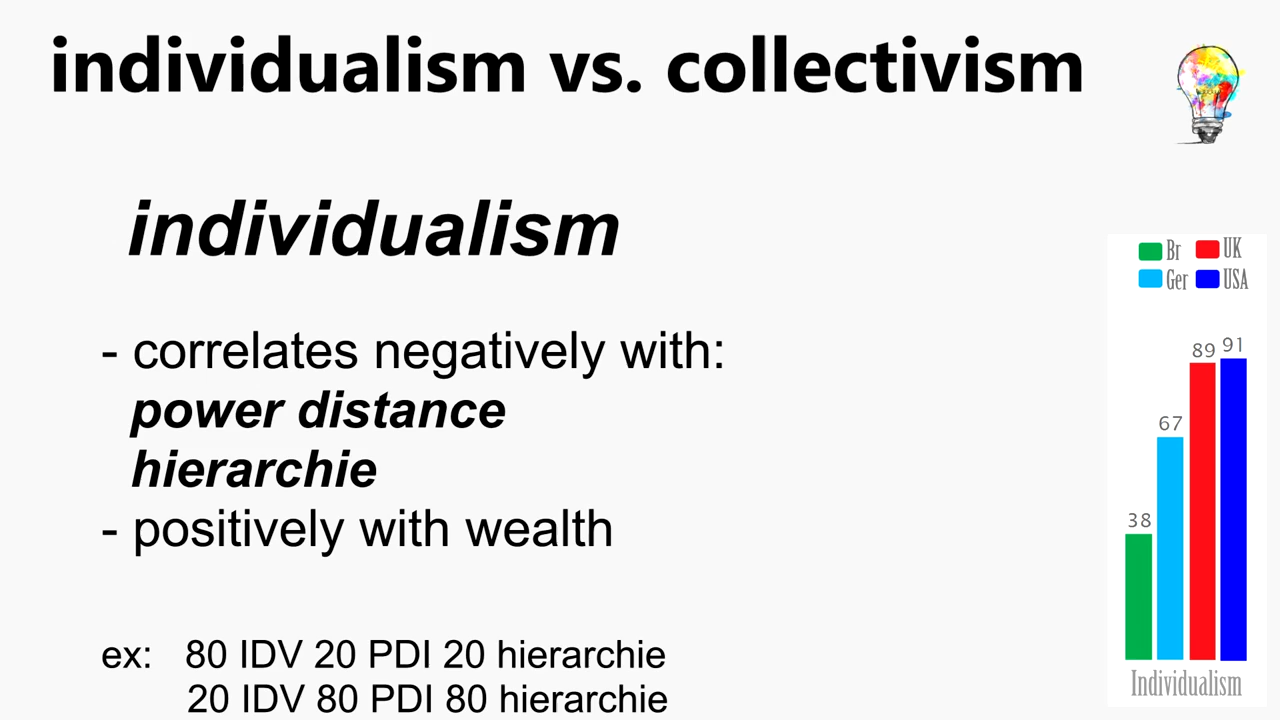 individualism vs. collectivism
individualism
- correlates negatively with:
power distance
hierarchie
- positively with wealth
ex: 80 IDV 20 PDI 20 hierarchie
20 IDV 80 PDI 80 hierarchie
Br UK
Ger USA
38 67 89 91
Individualism